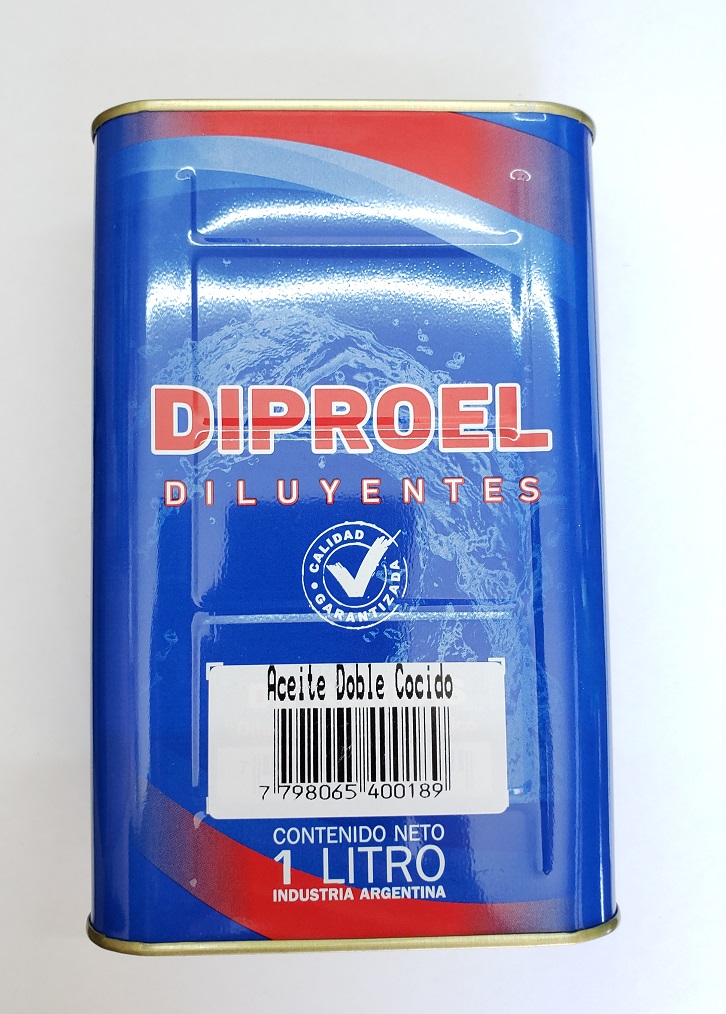 DIPROEL
DILUYENTES
CALIDAD
GARANTIZADA
Aceite Doble Cocido
7 798065 400189
CONTENIDO NETO
1 LITRO
INDUSTRIA ARGENTINA